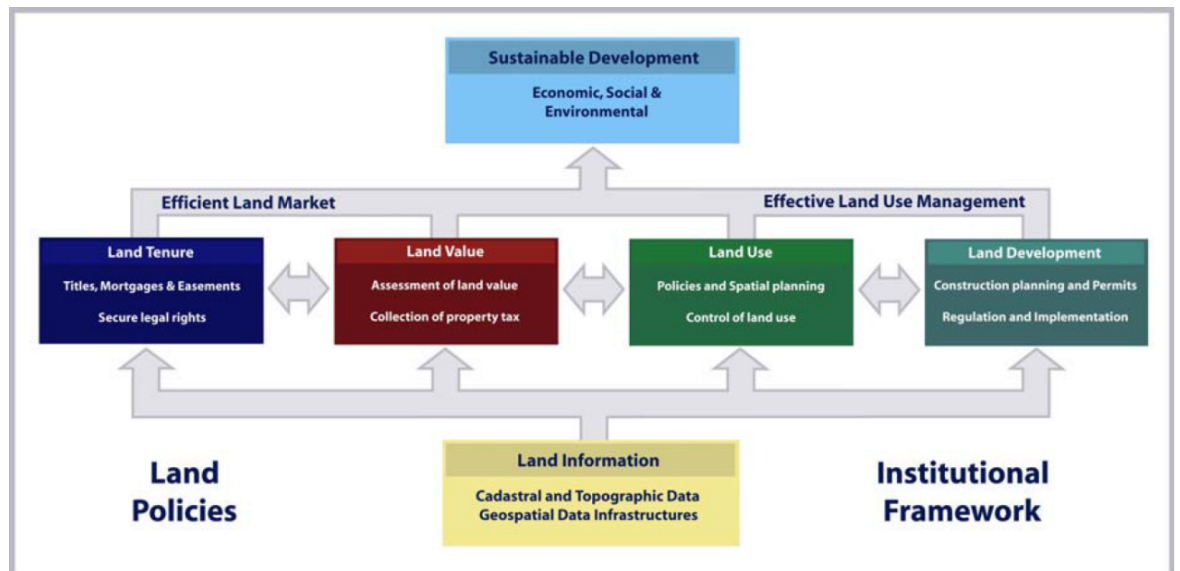 Sustainable Development
Economic, Social &
Environmental
Efficient Land Market
Effective Land Use Management
Land Tenure
Titles, Mortgages & Easements
Secure legal rights
Land Value
Assessment of land value
Collection of property tax
Land Use
Policies and Spatial planning
Control of land use
Land Development
Construction planning and Permits
Regulation and Implementation
Land
Policies
Land Information
Cadastral and Topographic Data
Geospatial Data Infrastructures
Institutional
Framework